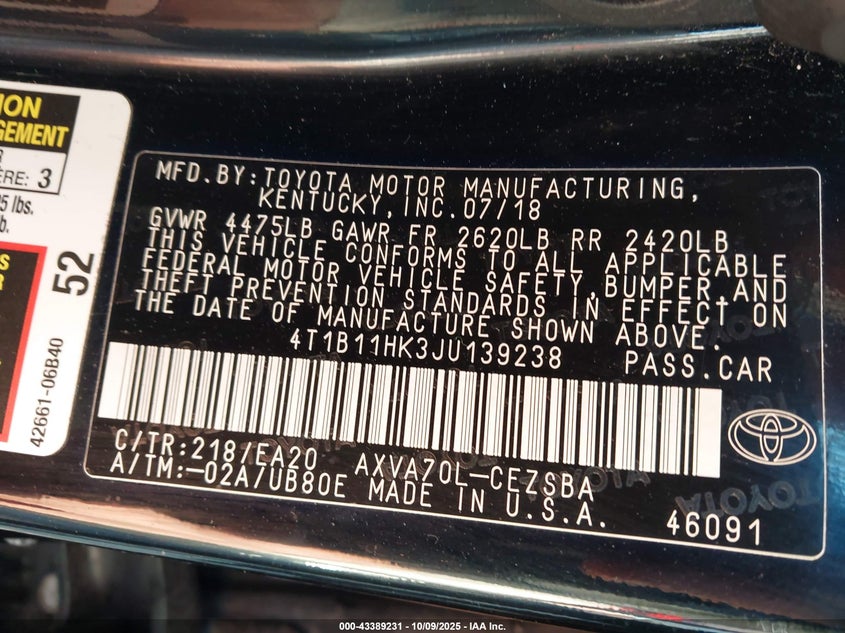 ION
GEMENT
ERE: 3
5 lbs.
b.
S
R
52
42661-06B40
MFD.BY:TOYOTA MOTOR MANUFACTURING,
KENTUCKY,INC.07/18
GVWR 4475LB GAWR FR 2620LB RR 2420LB
THIS VEHICLE CONFORMS TO ALL APPLICABLE
FEDERAL MOTOR VEHICLE SAFETY,BUMPER,AND
THEFT PREVENTION STANDARDS IN EFFECT ON
THE DATE OF MANUFACTURE SHOWN ABOVE.
4T1B11HK3JU139238 PASS.CAR
C/TR:218/EA20 AXVA70L-CEZSBA
A/TM:-02A/UB80E MADE IN U.S.A.
46091
TOYOTA
000-43389231 - 10/09/2025 - IAA Inc.